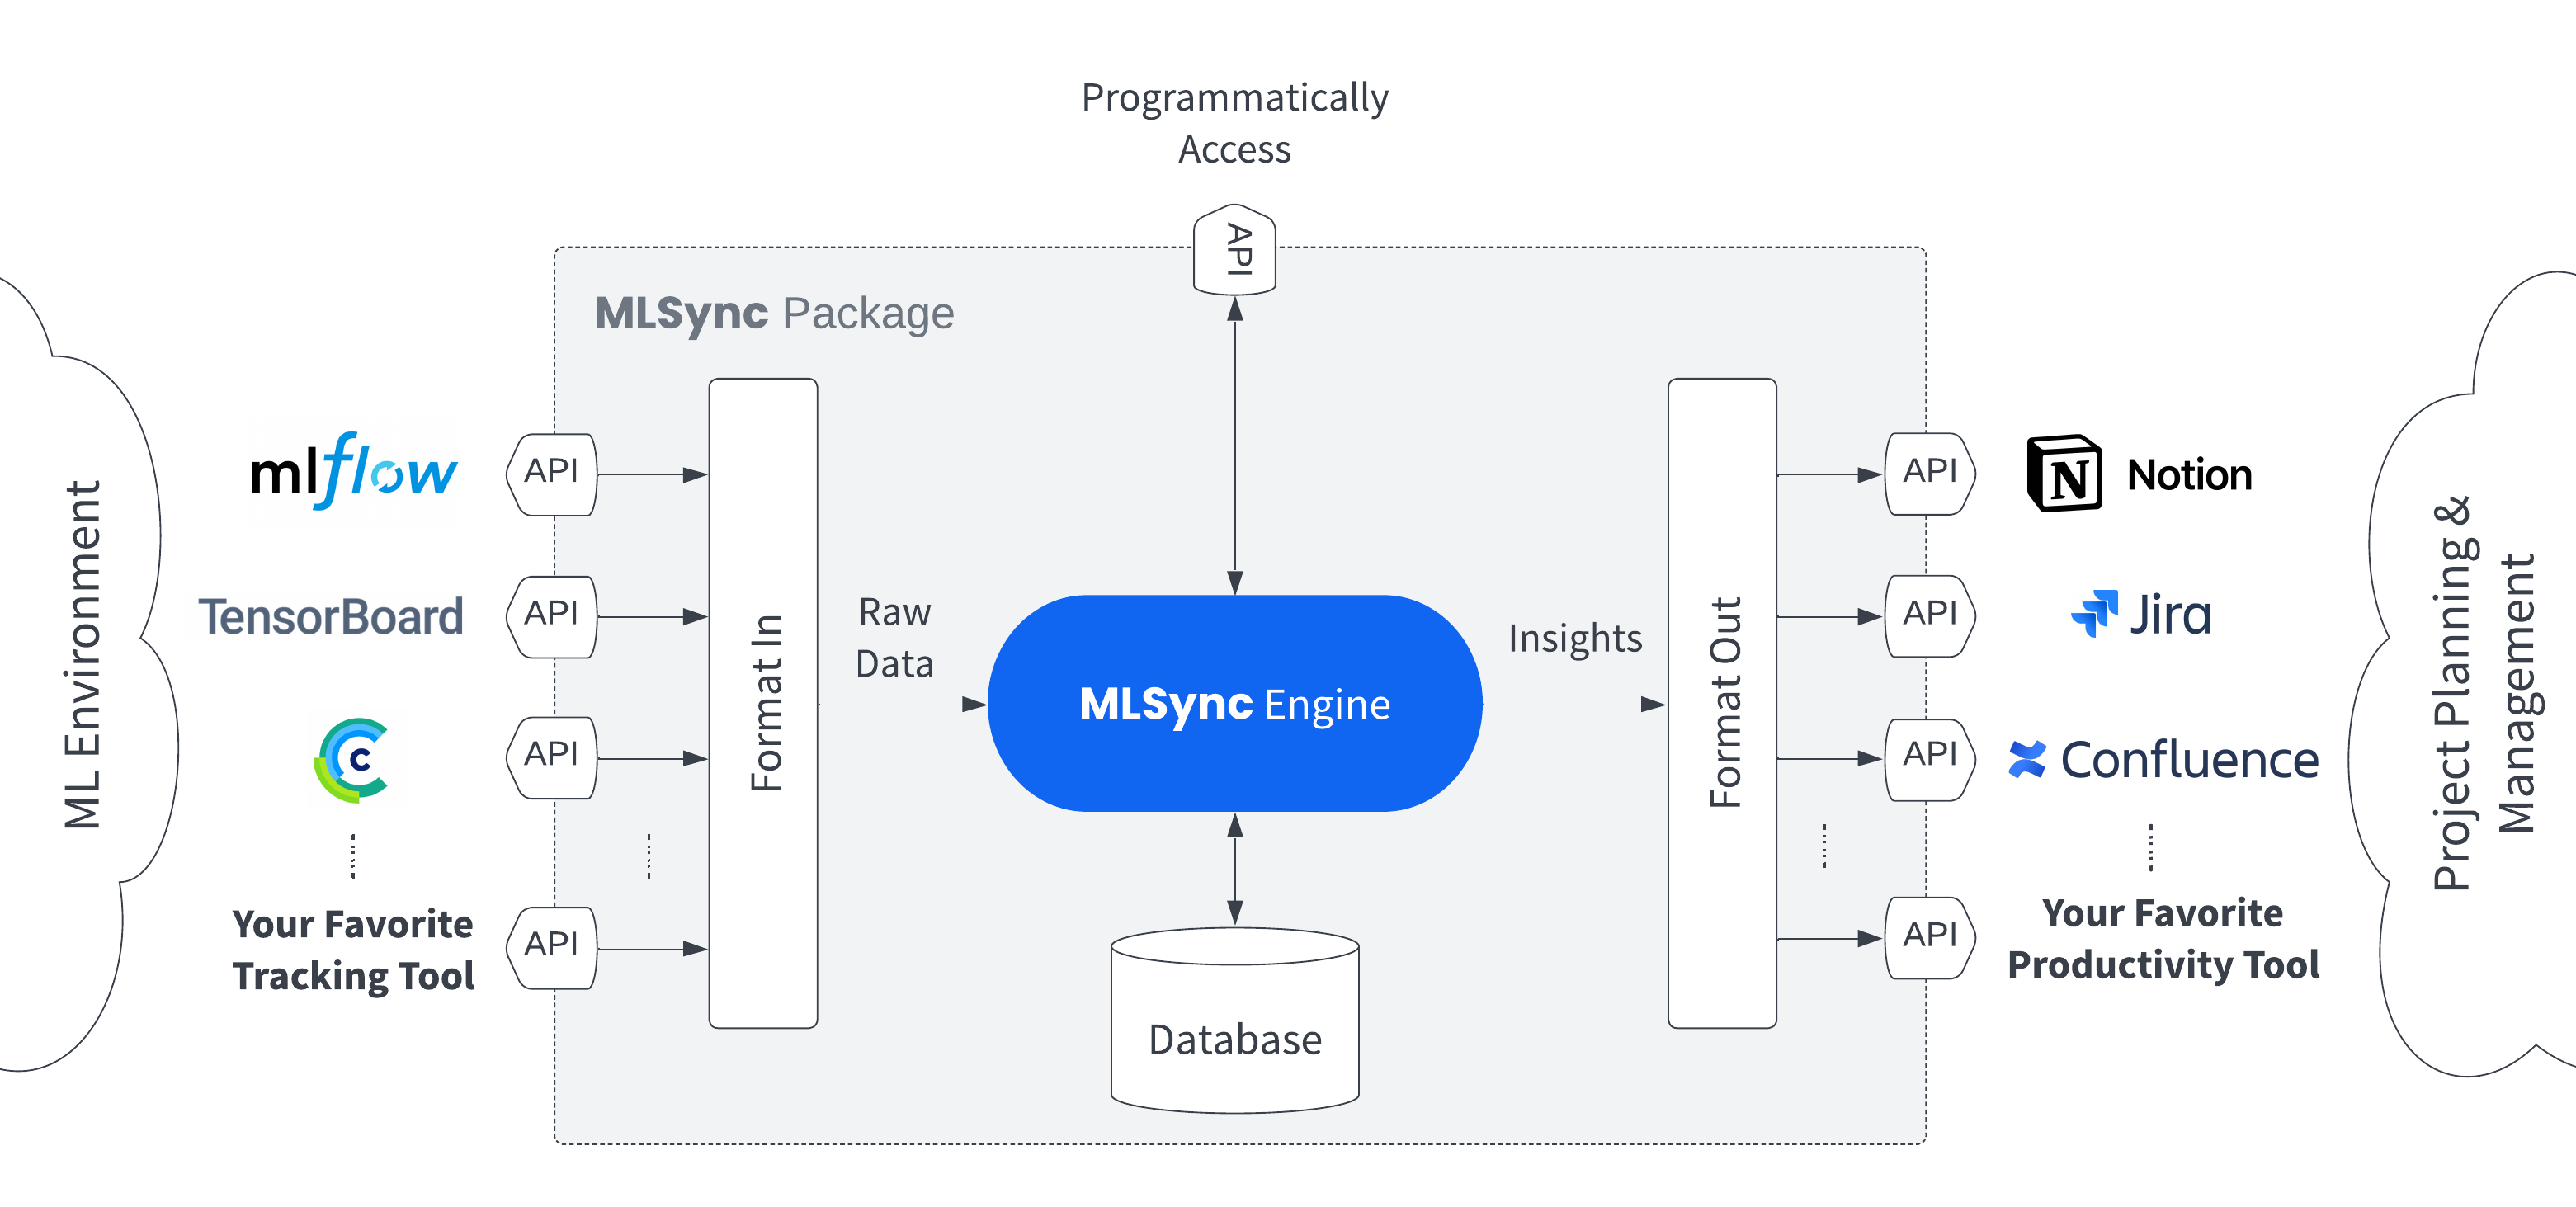 Programmatically
Access
API
MLSync Package
ML Environment
mlflow
API
TensorBoard
API
C
API
Your Favorite
Tracking Tool
API
Format In
Raw
Data
MLSync Engine
Database
Insights
Format Out
API
N Notion
API
Jira
API
Confluence
API
Your Favorite
Productivity Tool
Project Planning &
Management